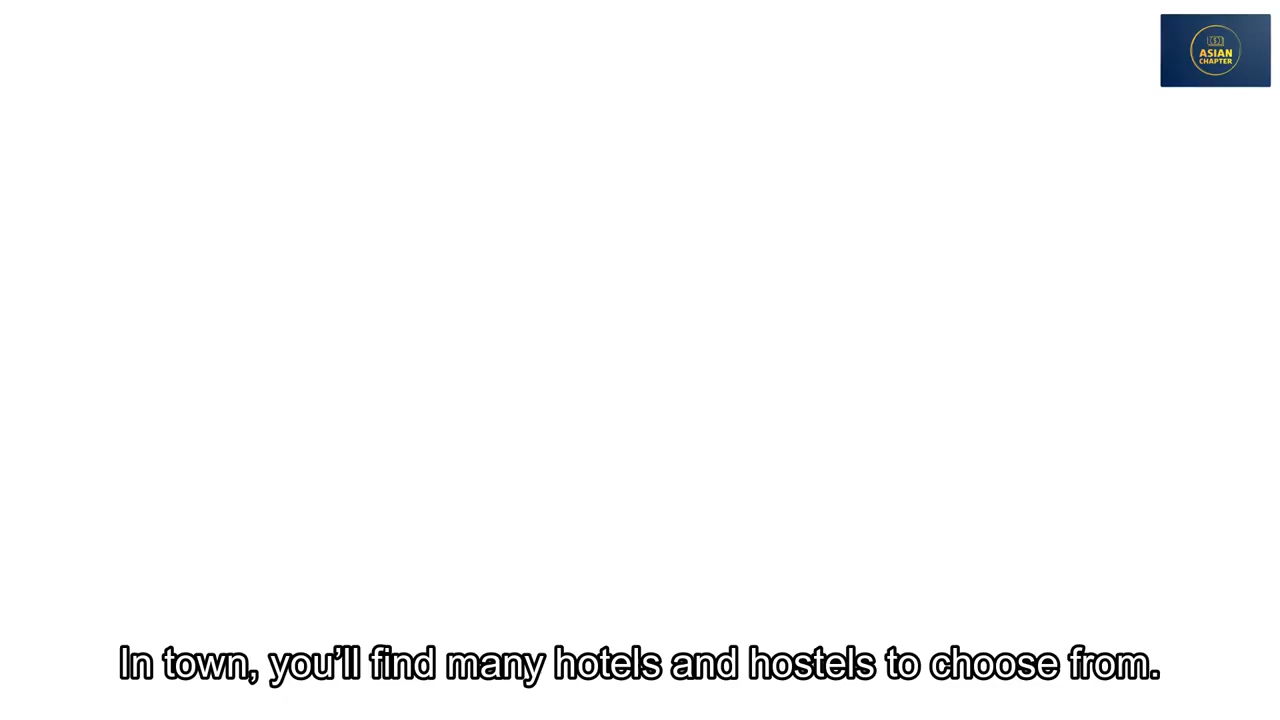 ASIAN
CHAPTER
In town, you’ll find many hotels and hostels to choose from.